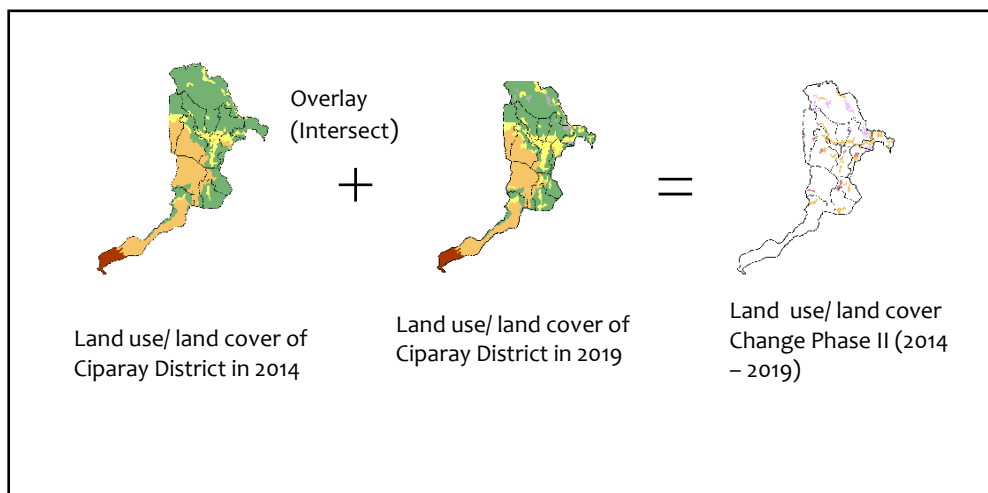 Overlay
(Intersect)
+
=
Land use/ land cover of
Ciparay District in 2014
Land use/ land cover of
Ciparay District in 2019
Land use/ land cover
Change Phase II (2014
– 2019)